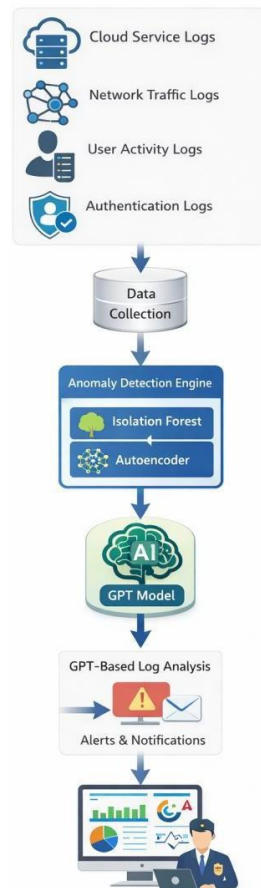 Cloud Service Logs
Network Traffic Logs
User Activity Logs
Authentication Logs
Data
Collection
Anomaly Detection Engine
Isolation Forest
Autoencoder
AI
GPT Model
GPT-Based Log Analysis
Alerts & Notifications
A